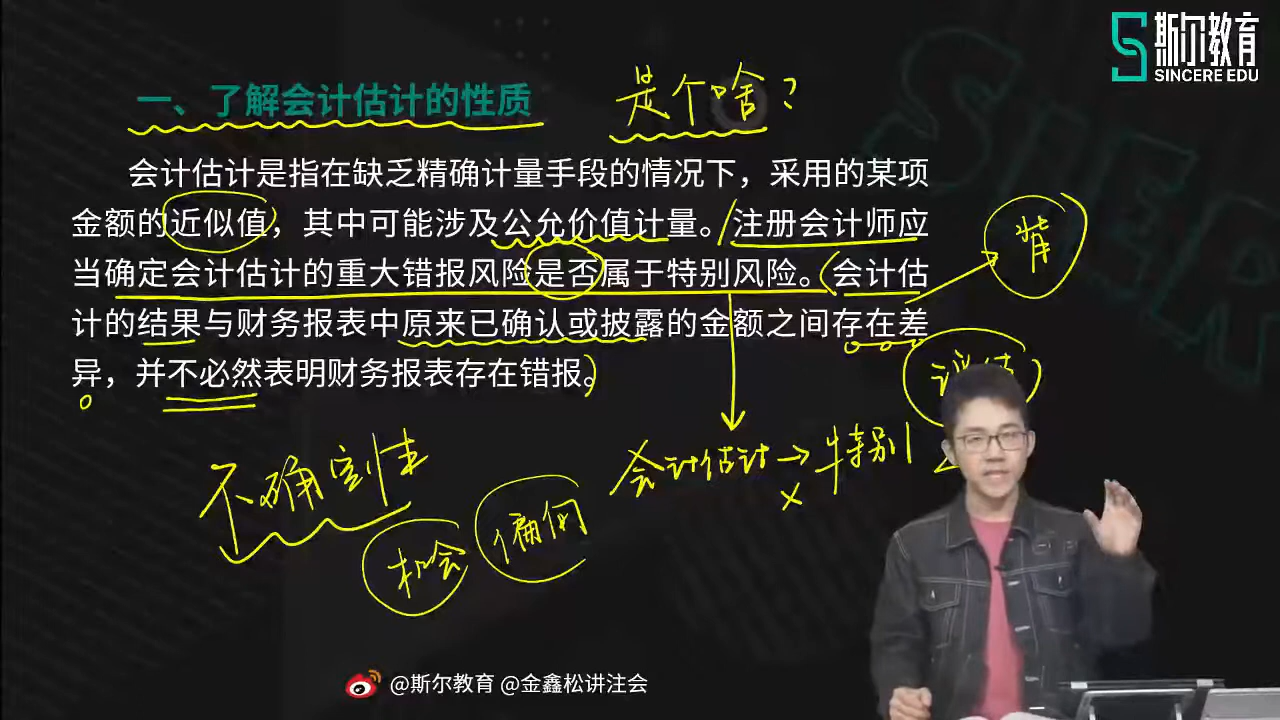 斯尔教育
SINCERE EDU
一、了解会计估计的性质
是个啥？
会计估计是指在缺乏精确计量手段的情况下，采用的某项
金额的近似值，其中可能涉及公允价值计量。注册会计师应
当确定会计估计的重大错报风险是否属于特别风险。会计估
计的结果与财务报表中原来已确认或披露的金额之间存在差
异，并不必然表明财务报表存在错报。
背
不确定性
会计估计→特别
×
机会
偏向
@斯尔教育 @金鑫松讲注会